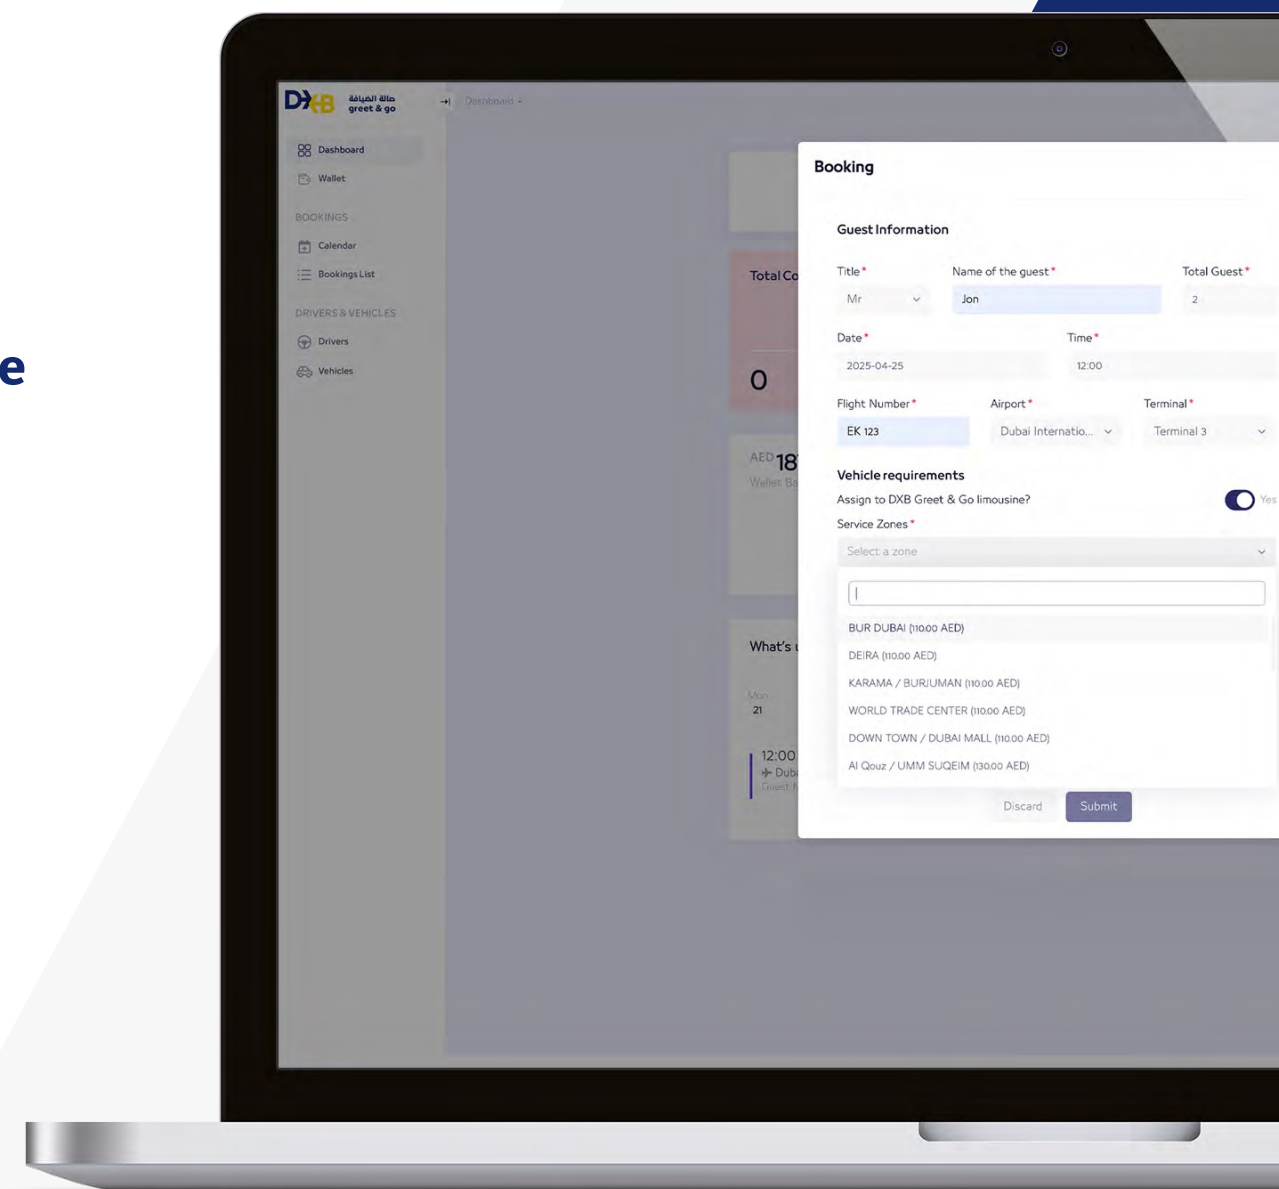 e
DXB
صالة الضيافة
greet & go
Dashboard
Dashboard
Wallet
BOOKINGS
Calendar
Bookings List
DRIVERS & VEHICLES
Drivers
Vehicles
Total Co
0
AED 18
Wallet Ba
What's u
Mon
21
12:00
Duba
Guest N
Booking
Guest Information
Title* Name of the guest* Total Guest*
Mr Jon 2
Date* Time*
2025-04-25 12:00
Flight Number* Airport* Terminal*
EK 123 Dubai Internatio... Terminal 3
Vehicle requirements
Assign to DXB Greet & Go limousine? Yes
Service Zones*
Select a zone
BUR DUBAI (110.00 AED)
DEIRA (110.00 AED)
KARAMA / BURJUMAN (110.00 AED)
WORLD TRADE CENTER (110.00 AED)
DOWN TOWN / DUBAI MALL (110.00 AED)
Al Qouz / UMM SUQEIM (130.00 AED)
Discard Submit